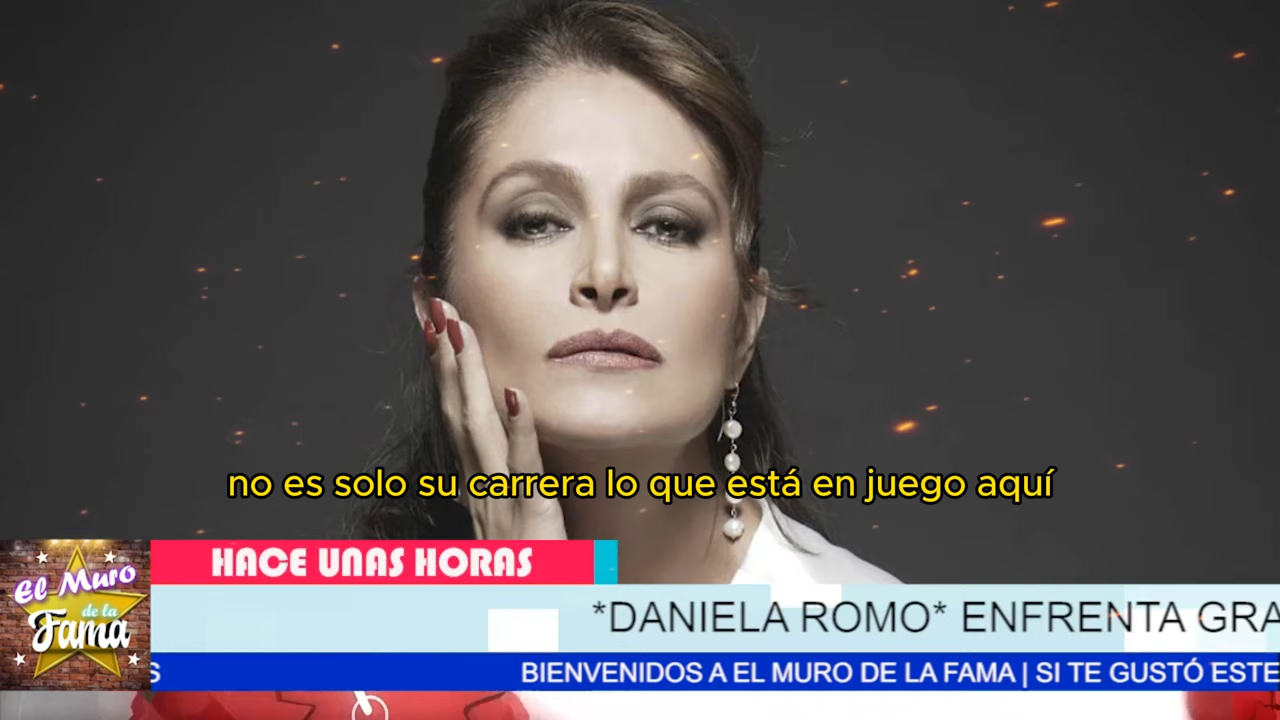 no es solo su carrera lo que está en juego aquí
HACE UNAS HORAS
El Muro
de la
Fama
*DANIELA ROMO* ENFRENTA GRA
S
BIENVENIDOS A EL MURO DE LA FAMA | SI TE GUSTÓ ESTE